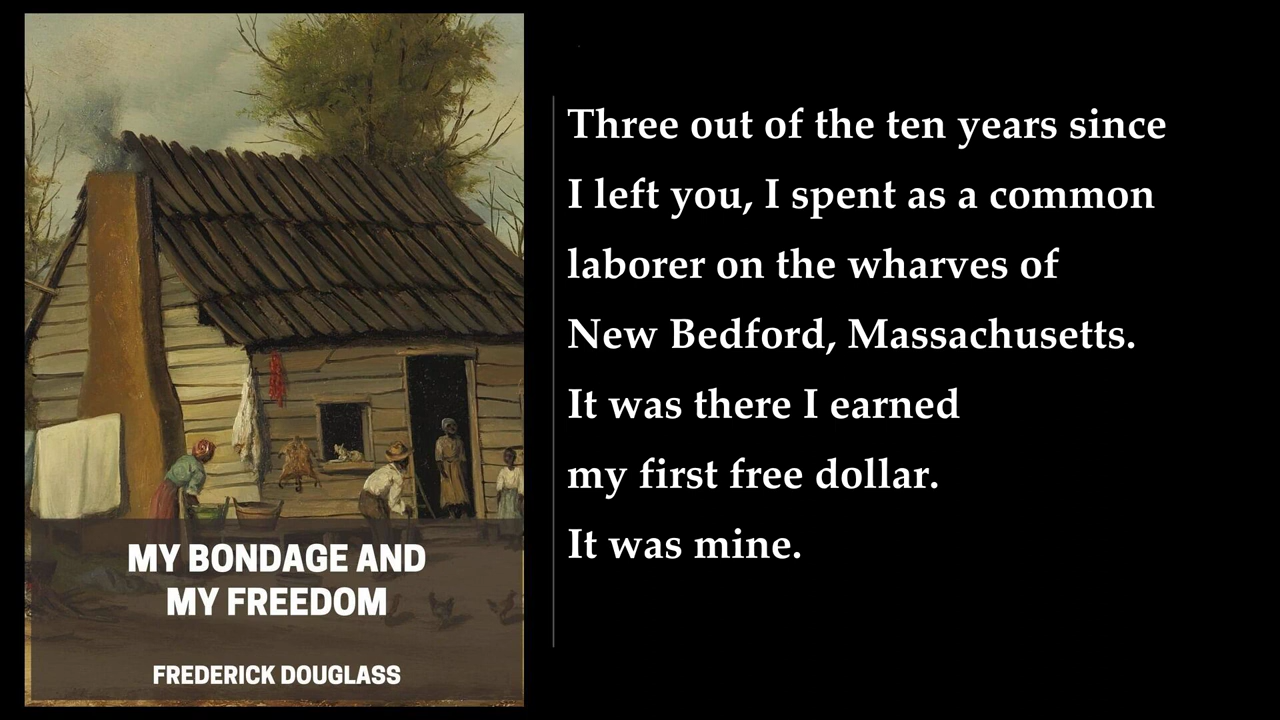 MY BONDAGE AND
MY FREEDOM
FREDERICK DOUGLASS
Three out of the ten years since
I left you, I spent as a common
laborer on the wharves of
New Bedford, Massachusetts.
It was there I earned
my first free dollar.
It was mine.